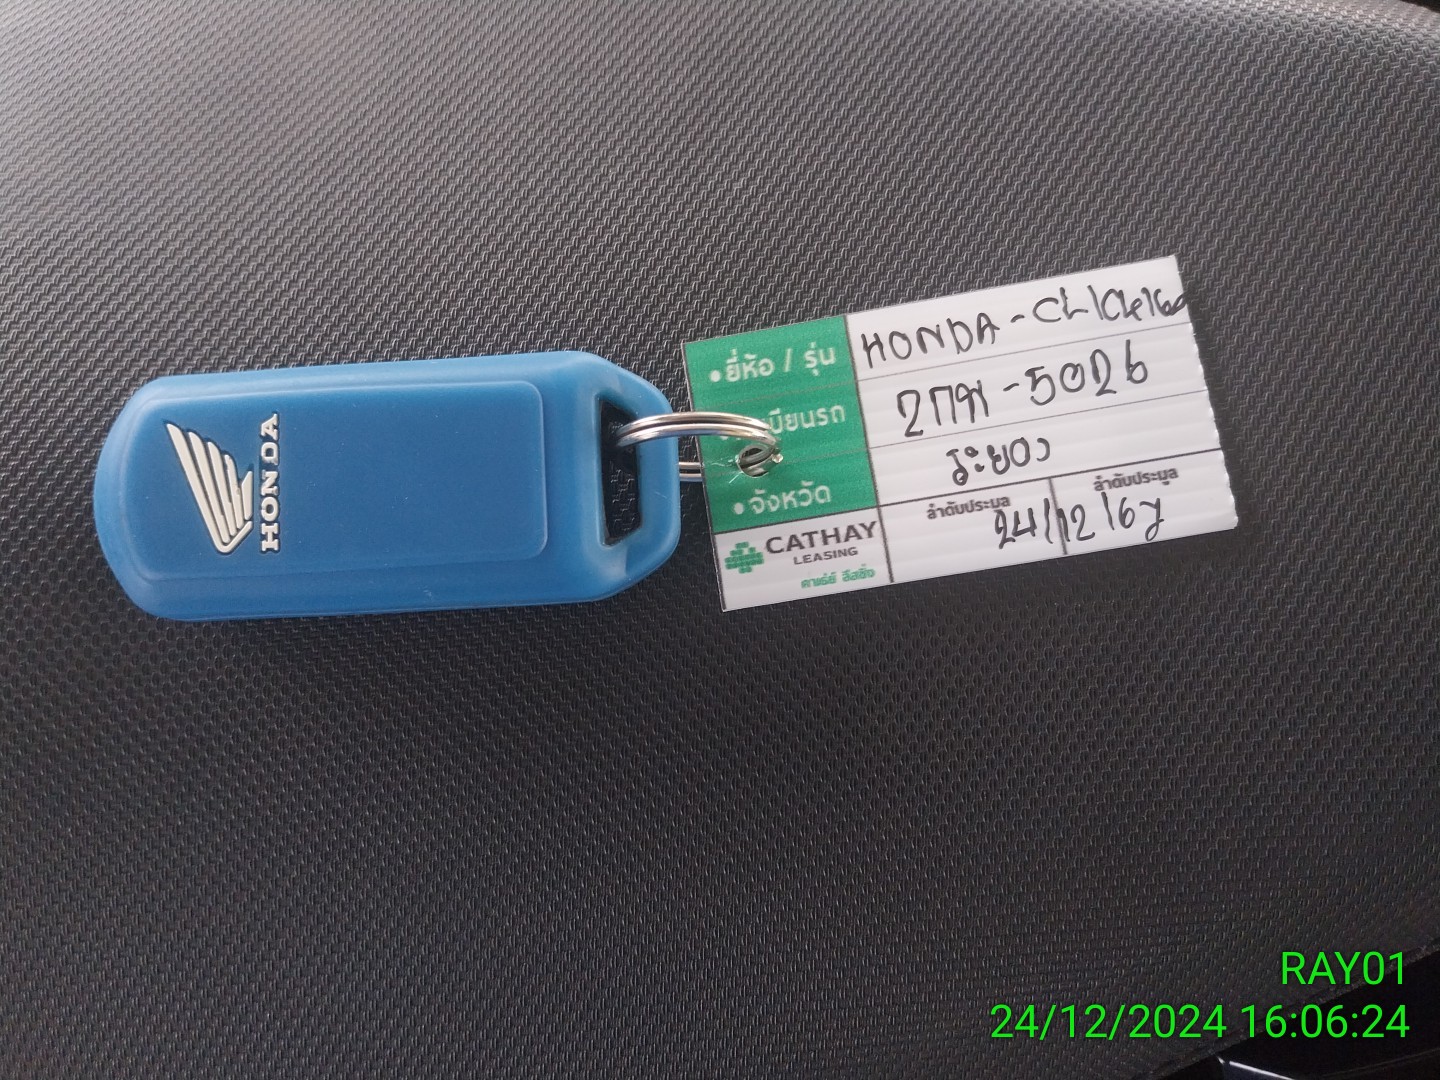 HONDA
•ยี่ห้อ / รุ่น HONDA - CLICK160
เบียนรถ 2กพ - 5026
•จังหวัด ระยอง
ลำดับประมูล ลำดับประมูล
24/12/67
CATHAY
LEASING
คาเธ่ย์ ลีสซิ่ง
RAY01
24/12/2024 16:06:24